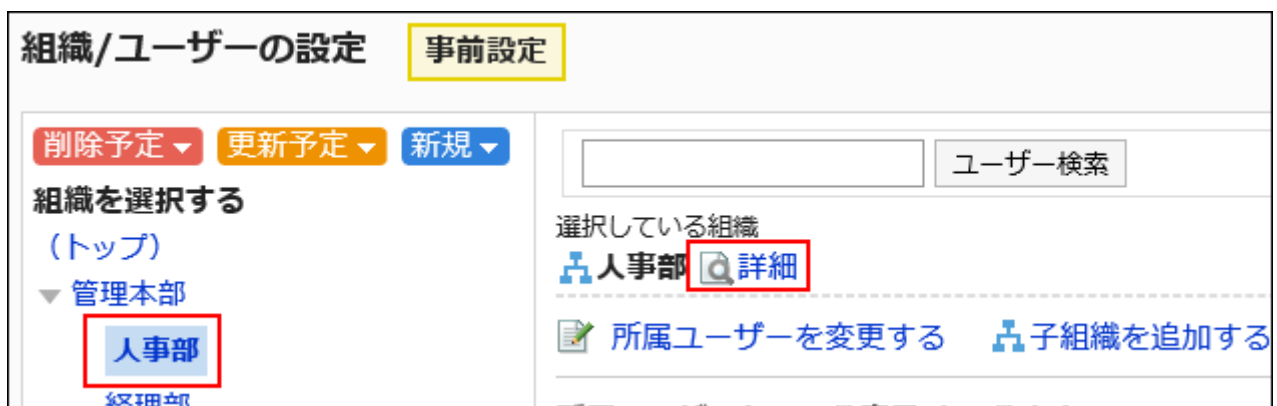 組織/ユーザーの設定 事前設定
削除予定 更新予定 新規
組織を選択する
(トップ)
管理本部
人事部
経理部
ユーザー検索
選択している組織
人事部 詳細
所属ユーザーを変更する 子組織を追加する